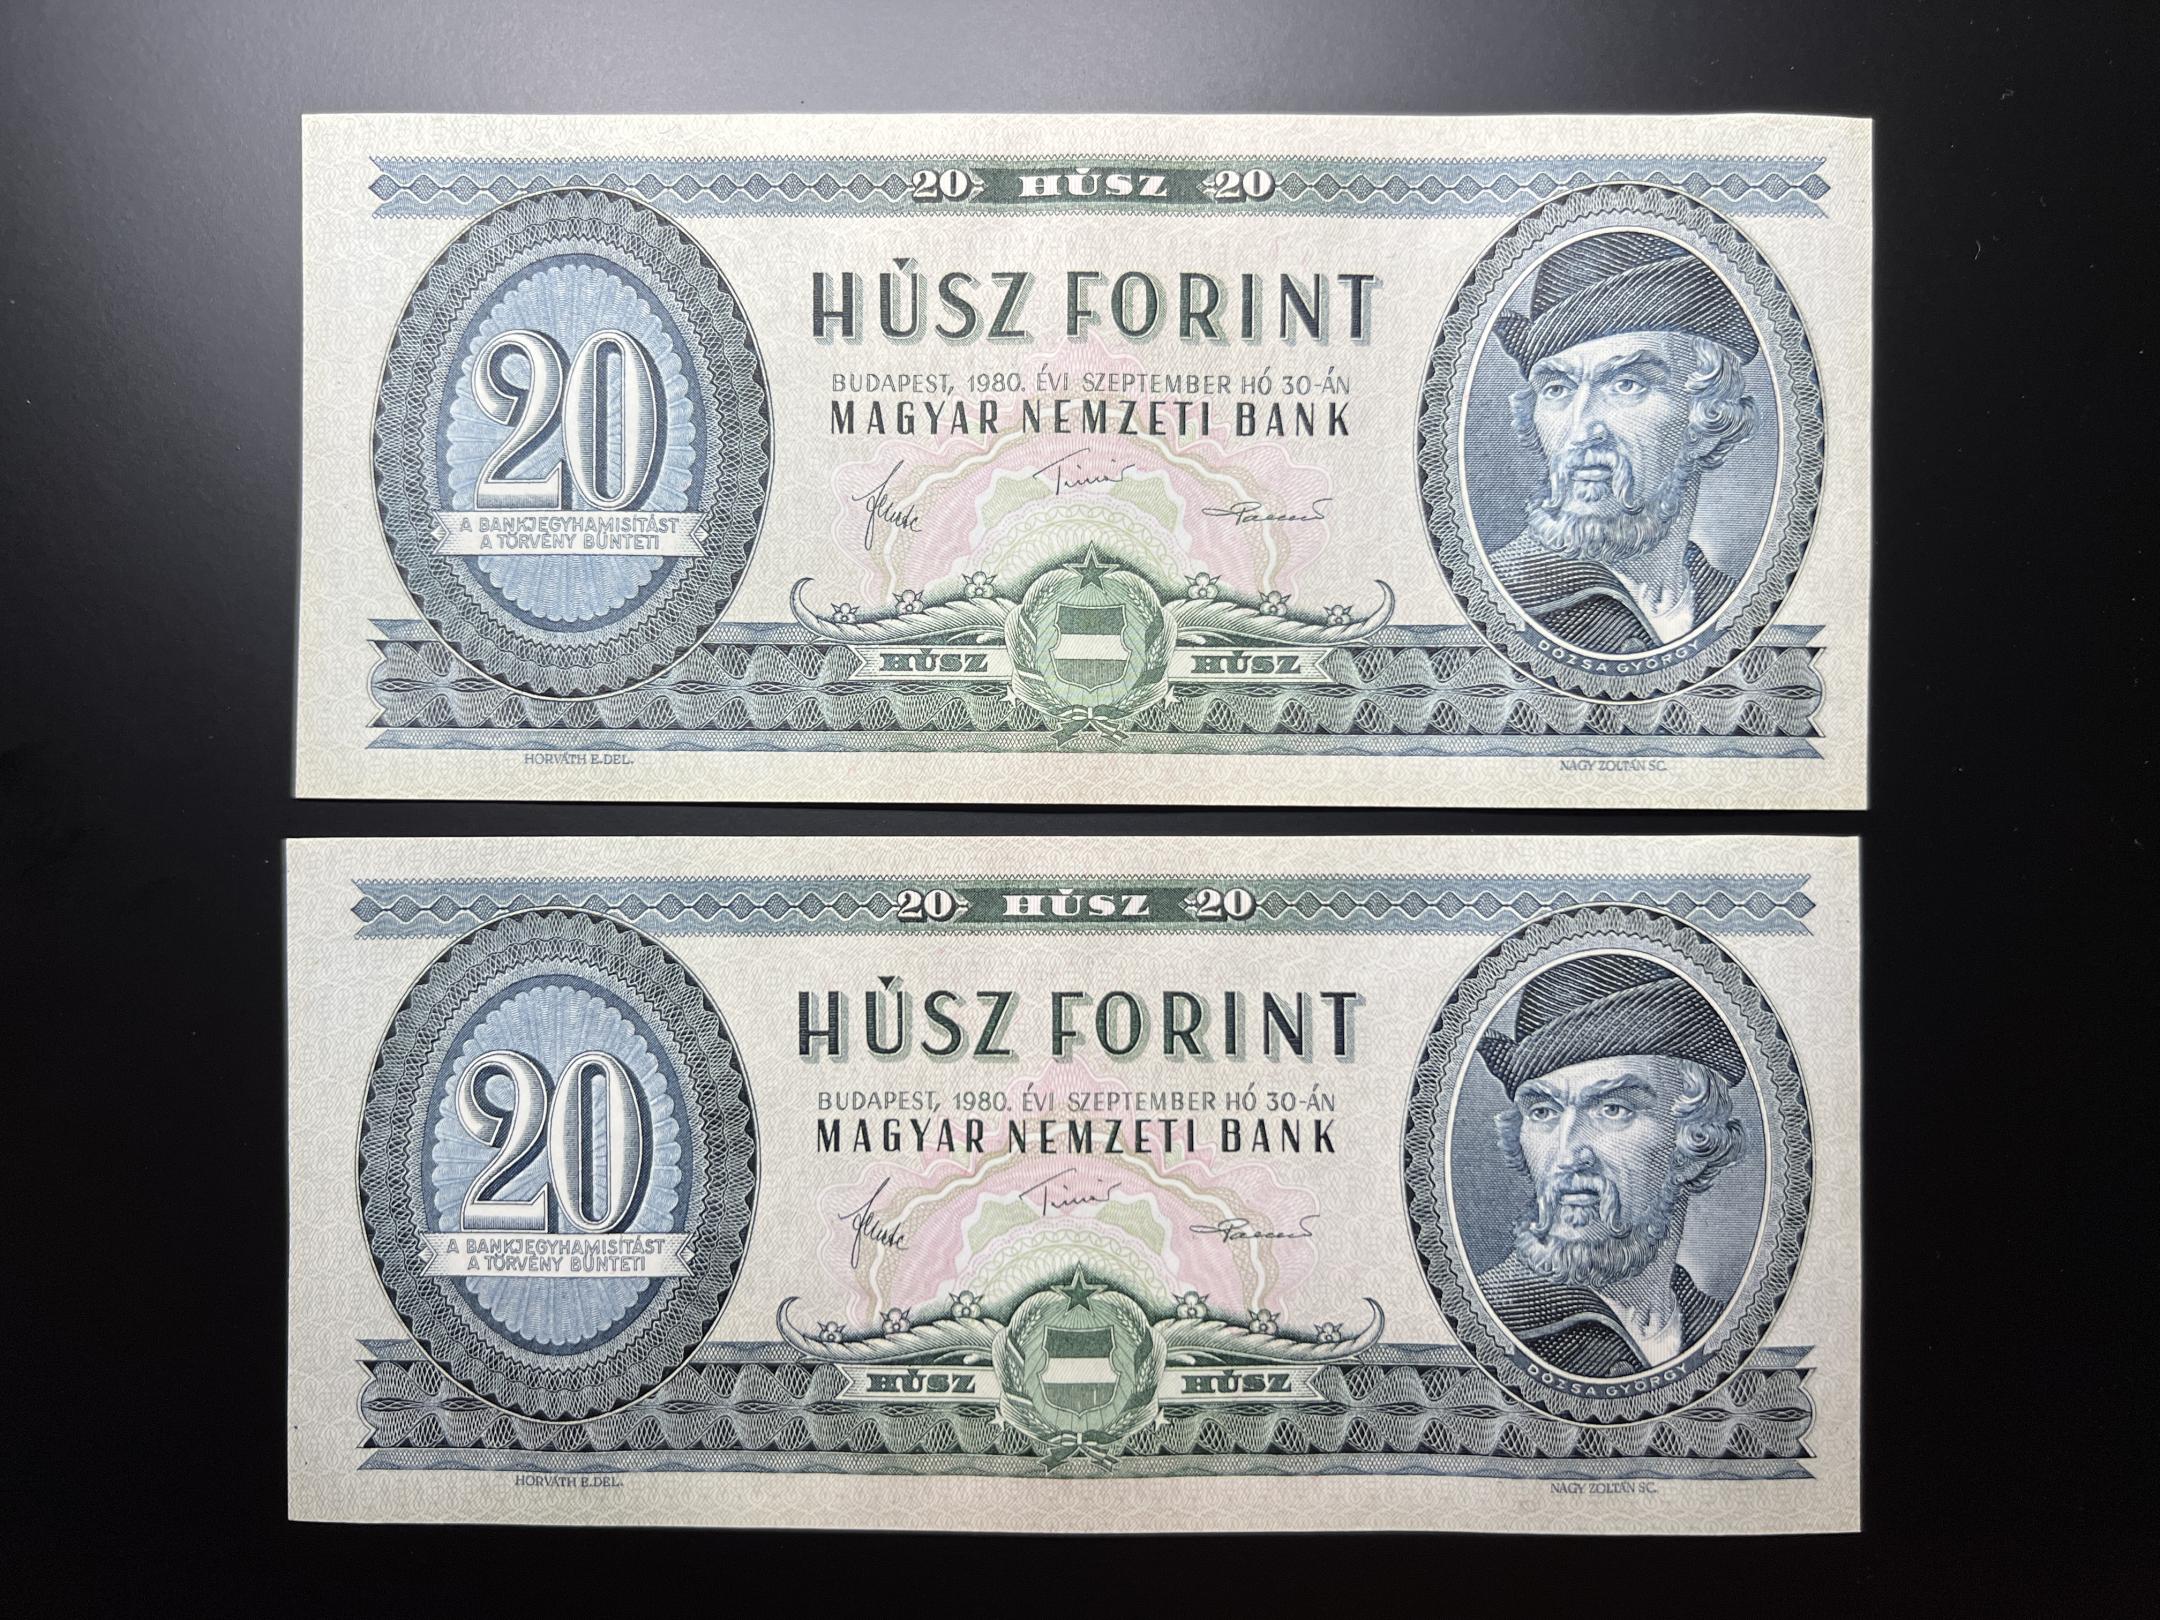 20 HÚSZ 20
HÚSZ FORINT
BUDAPEST, 1980. ÉVI SZEPTEMBER HÓ 30-ÁN
MAGYAR NEMZETI BANK
20
A BANKJEGYHAMISÍTÁST
A TÖRVÉNY BÜNTETI
HÚSZ HÚSZ
DÓZSA GYÖRGY
HORVÁTH E. DEL.
NAGY ZOLTÁN SC.
20 HÚSZ 20
HÚSZ FORINT
BUDAPEST, 1980. ÉVI SZEPTEMBER HÓ 30-ÁN
MAGYAR NEMZETI BANK
20
A BANKJEGYHAMISÍTÁST
A TÖRVÉNY BÜNTETI
HÚSZ HÚSZ
DÓZSA GYÖRGY
HORVÁTH E. DEL.
NAGY ZOLTÁN SC.